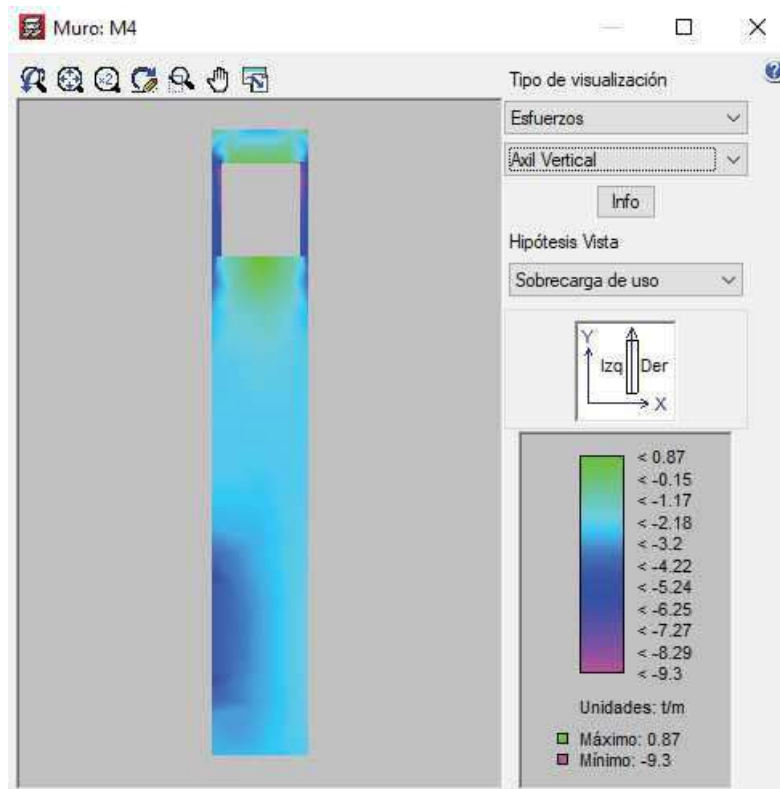 Muro: M4
x2
Tipo de visualización
Esfuerzos
Axil Vertical
Info
Hipótesis Vista
Sobrecarga de uso
Y
Izq Der
X
< 0.87
< -0.15
< -1.17
< -2.18
< -3.2
< -4.22
< -5.24
< -6.25
< -7.27
< -8.29
< -9.3
Unidades: t/m
Máximo: 0.87
Mínimo: -9.3